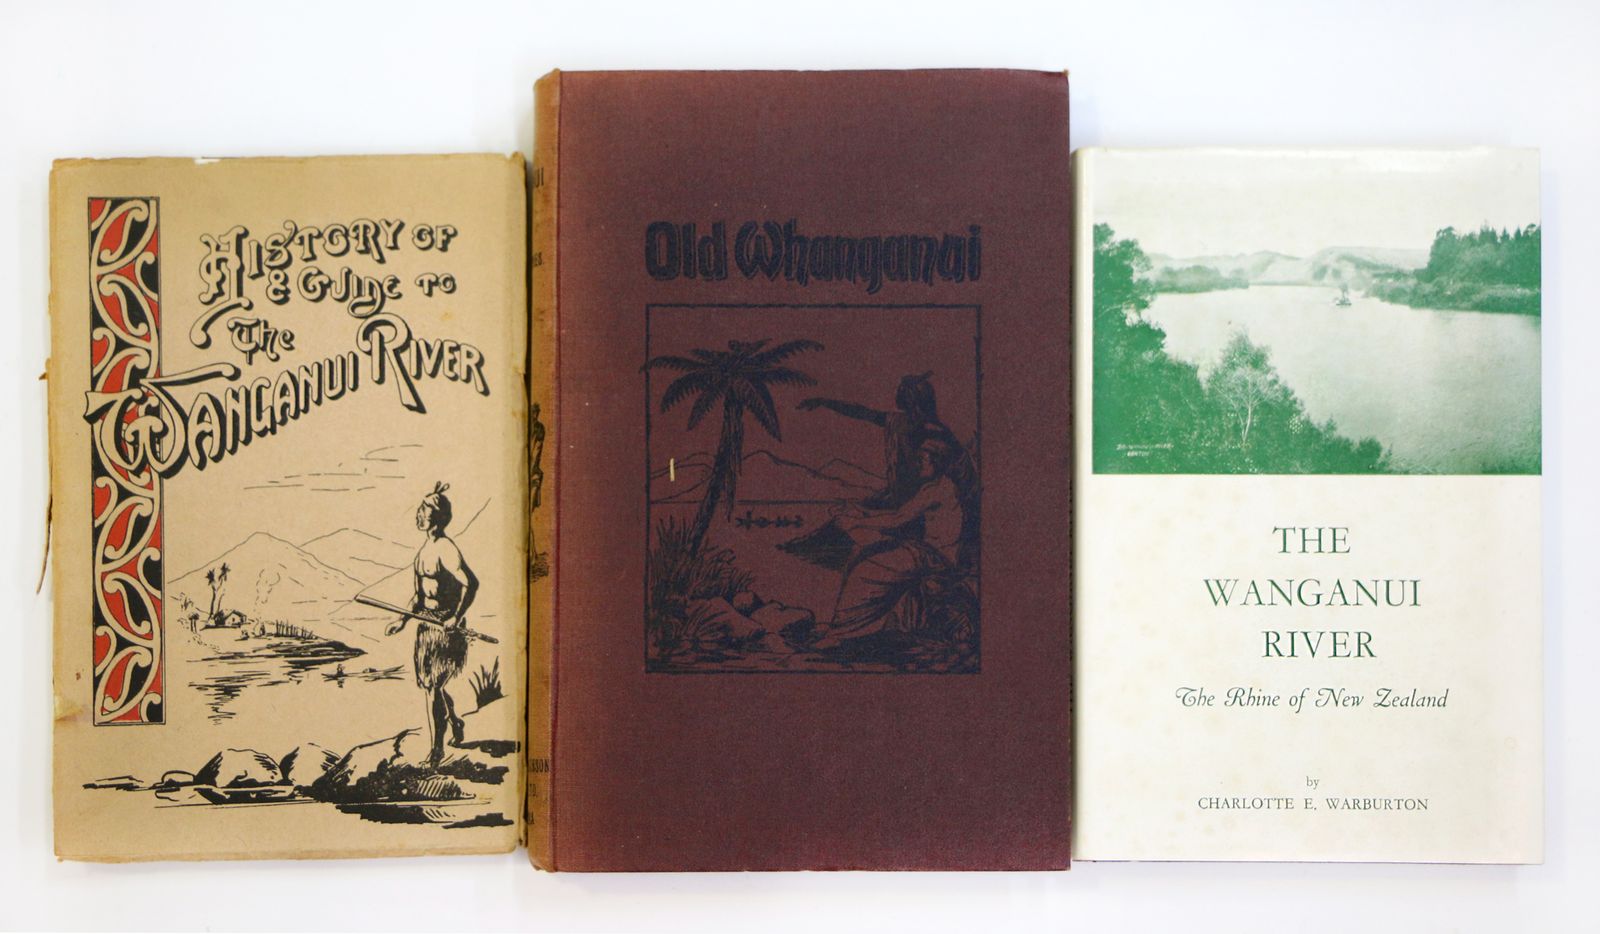 HISTORY OF
& GUIDE TO
The
WANGANUI RIVER
Old Whanganui
THE
WANGANUI
RIVER
The Rhine of New Zealand
by
CHARLOTTE E. WARBURTON